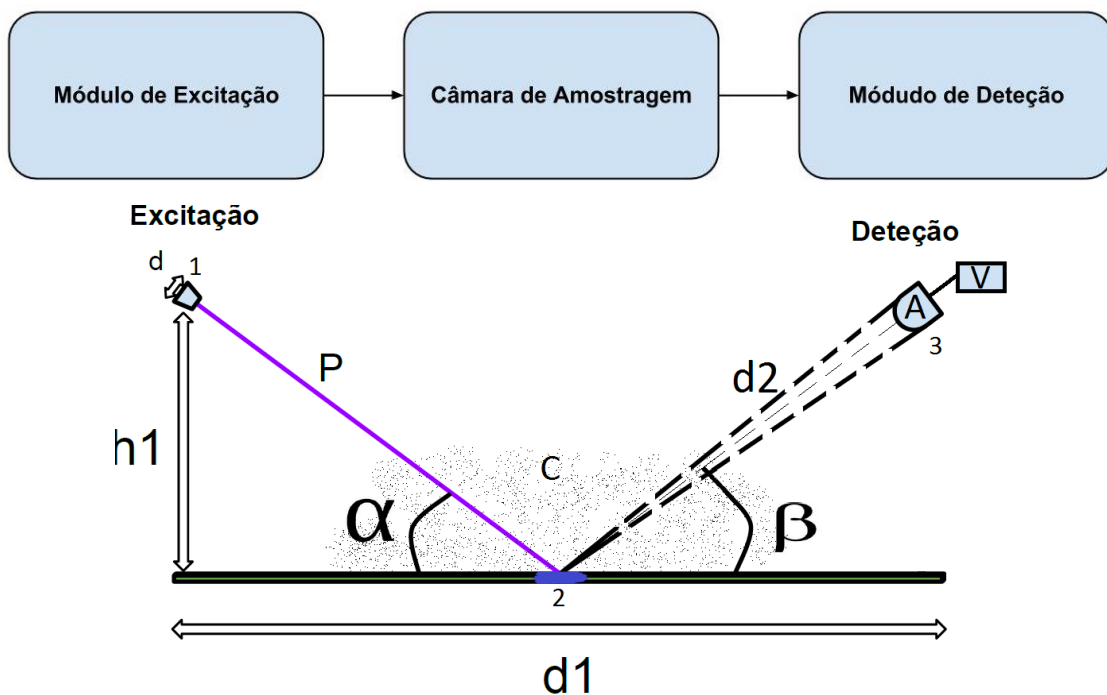 Módulo de Excitação
Câmara de Amostragem
Módudo de Deteção
Excitação
Deteção
d
1
V
A
3
P
d2
h1
C
α
β
2
d1